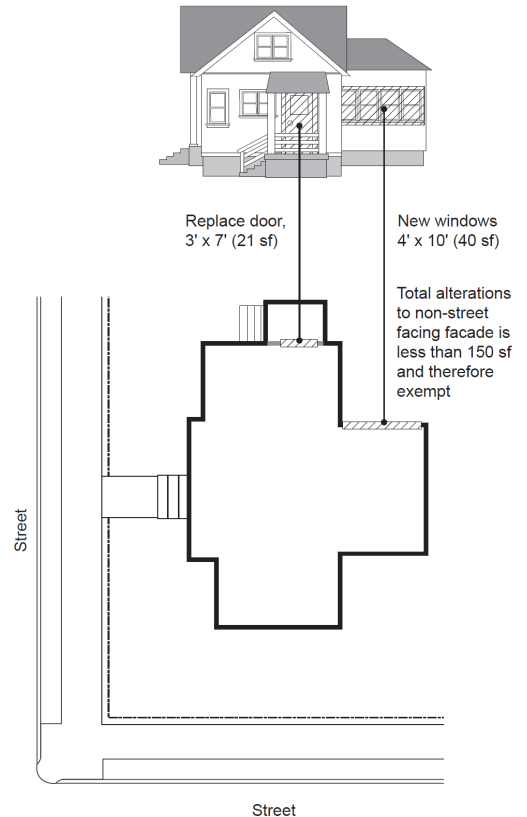 Replace door,
3' x 7' (21 sf)
New windows
4' x 10' (40 sf)
Total alterations
to non-street
facing facade is
less than 150 sf
and therefore
exempt
Street
Street